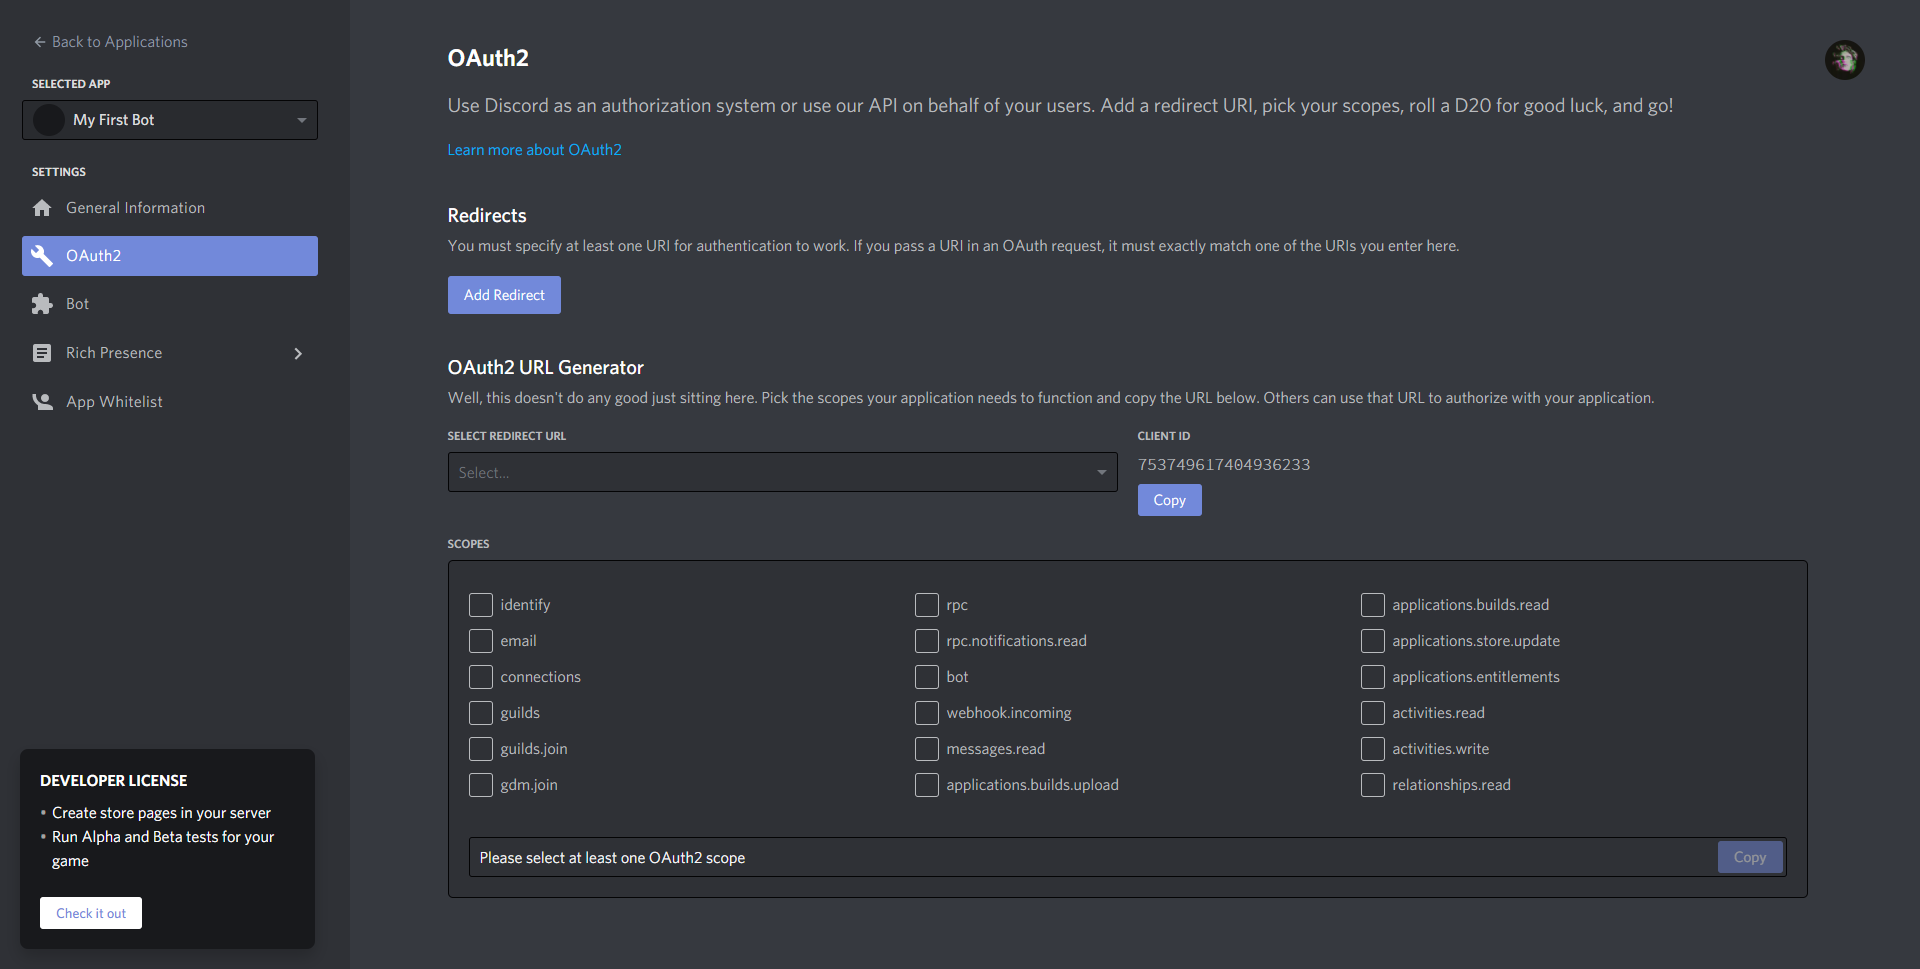 Back to Applications
SELECTED APP
My First Bot
SETTINGS
General Information
OAuth2
Bot
Rich Presence
App Whitelist
DEVELOPER LICENSE
• Create store pages in your server
• Run Alpha and Beta tests for your
game
Check it out
OAuth2
Use Discord as an authorization system or use our API on behalf of your users. Add a redirect URI, pick your scopes, roll a D20 for good luck, and go!
Learn more about OAuth2
Redirects
You must specify at least one URI for authentication to work. If you pass a URI in an OAuth request, it must exactly match one of the URIs you enter here.
Add Redirect
OAuth2 URL Generator
Well, this doesn't do any good just sitting here. Pick the scopes your application needs to function and copy the URL below. Others can use that URL to authorize with your application.
SELECT REDIRECT URL
Select...
CLIENT ID
753749617404936233
Copy
SCOPES
identify
email
connections
guilds
guilds.join
gdm.join
rpc
rpc.notifications.read
bot
webhook.incoming
messages.read
applications.builds.upload
applications.builds.read
applications.store.update
applications.entitlements
activities.read
activities.write
relationships.read
Please select at least one OAuth2 scope
Copy